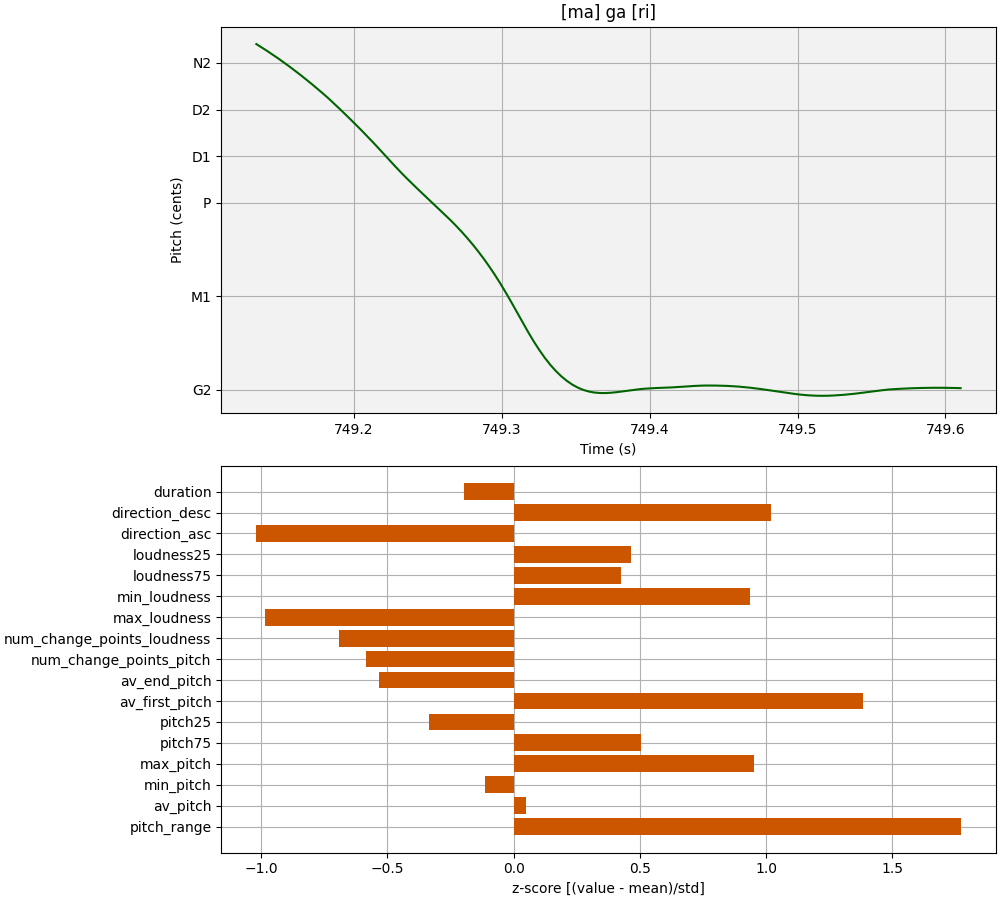 [ma] ga [ri]
N2
D2
D1
P
M1
G2
Pitch (cents)
749.2 749.3 749.4 749.5 749.6
Time (s)
duration
direction_desc
direction_asc
loudness25
loudness75
min_loudness
max_loudness
num_change_points_loudness
num_change_points_pitch
av_end_pitch
av_first_pitch
pitch25
pitch75
max_pitch
min_pitch
av_pitch
pitch_range
−1.0 −0.5 0.0 0.5 1.0 1.5
z-score [(value - mean)/std]